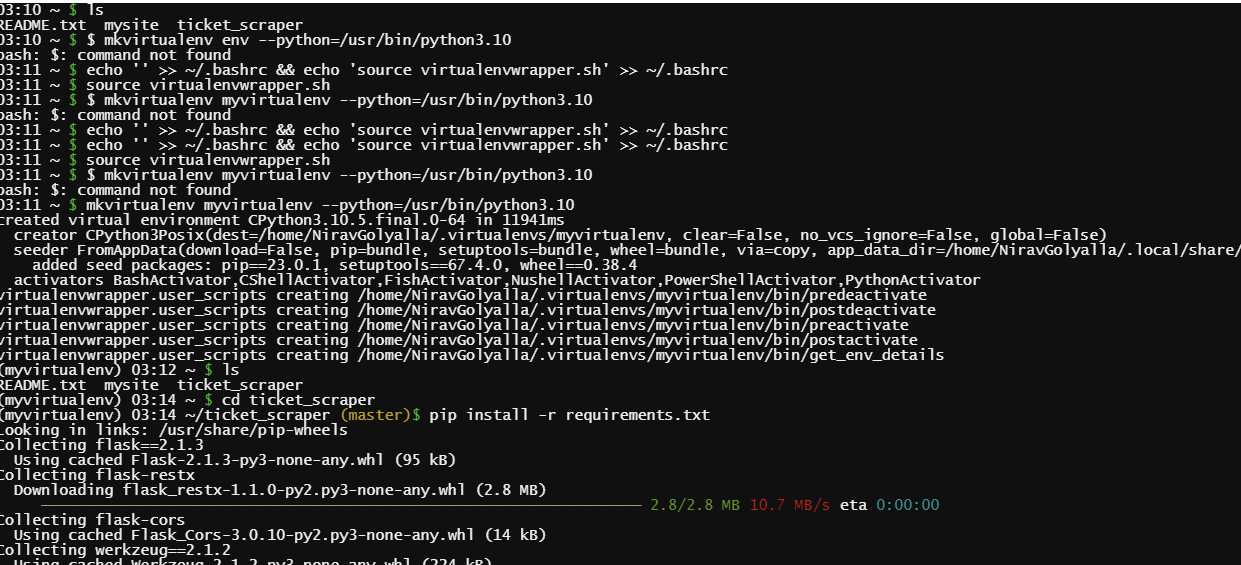 03:10 ~ $ ls
README.txt  mysite  ticket_scraper
03:10 ~ $ $ mkvirtualenv env --python=/usr/bin/python3.10
bash: $: command not found
03:11 ~ $ echo '' >> ~/.bashrc && echo 'source virtualenvwrapper.sh' >> ~/.bashrc
03:11 ~ $ source virtualenvwrapper.sh
03:11 ~ $ $ mkvirtualenv myvirtualenv --python=/usr/bin/python3.10
bash: $: command not found
03:11 ~ $ echo '' >> ~/.bashrc && echo 'source virtualenvwrapper.sh' >> ~/.bashrc
03:11 ~ $ echo '' >> ~/.bashrc && echo 'source virtualenvwrapper.sh' >> ~/.bashrc
03:11 ~ $ source virtualenvwrapper.sh
03:11 ~ $ $ mkvirtualenv myvirtualenv --python=/usr/bin/python3.10
bash: $: command not found
03:11 ~ $ mkvirtualenv myvirtualenv --python=/usr/bin/python3.10
created virtual environment CPython3.10.5.final.0-64 in 11941ms
  creator CPython3Posix(dest=/home/NiravGolyalla/.virtualenvs/myvirtualenv, clear=False, no_vcs_ignore=False, global=False)
  seeder FromAppData(download=False, pip=bundle, setuptools=bundle, wheel=bundle, via=copy, app_data_dir=/home/NiravGolyalla/.local/share/
    added seed packages: pip==23.0.1, setuptools==67.4.0, wheel==0.38.4
  activators BashActivator,CShellActivator,FishActivator,NushellActivator,PowerShellActivator,PythonActivator
virtualenvwrapper.user_scripts creating /home/NiravGolyalla/.virtualenvs/myvirtualenv/bin/predeactivate
virtualenvwrapper.user_scripts creating /home/NiravGolyalla/.virtualenvs/myvirtualenv/bin/postdeactivate
virtualenvwrapper.user_scripts creating /home/NiravGolyalla/.virtualenvs/myvirtualenv/bin/preactivate
virtualenvwrapper.user_scripts creating /home/NiravGolyalla/.virtualenvs/myvirtualenv/bin/postactivate
virtualenvwrapper.user_scripts creating /home/NiravGolyalla/.virtualenvs/myvirtualenv/bin/get_env_details
(myvirtualenv) 03:12 ~ $ ls
README.txt  mysite  ticket_scraper
(myvirtualenv) 03:14 ~ $ cd ticket_scraper
(myvirtualenv) 03:14 ~/ticket_scraper (master)$ pip install -r requirements.txt
Looking in links: /usr/share/pip-wheels
Collecting flask==2.1.3
  Using cached Flask-2.1.3-py3-none-any.whl (95 kB)
Collecting flask-restx
  Downloading flask_restx-1.1.0-py2.py3-none-any.whl (2.8 MB)
2.8/2.8 MB 10.7 MB/s eta 0:00:00
Collecting flask-cors
  Using cached Flask_Cors-3.0.10-py2.py3-none-any.whl (14 kB)
Collecting werkzeug==2.1.2
  Using cached Werkzeug-2.1.2-py3-none-any.whl (224 kB)